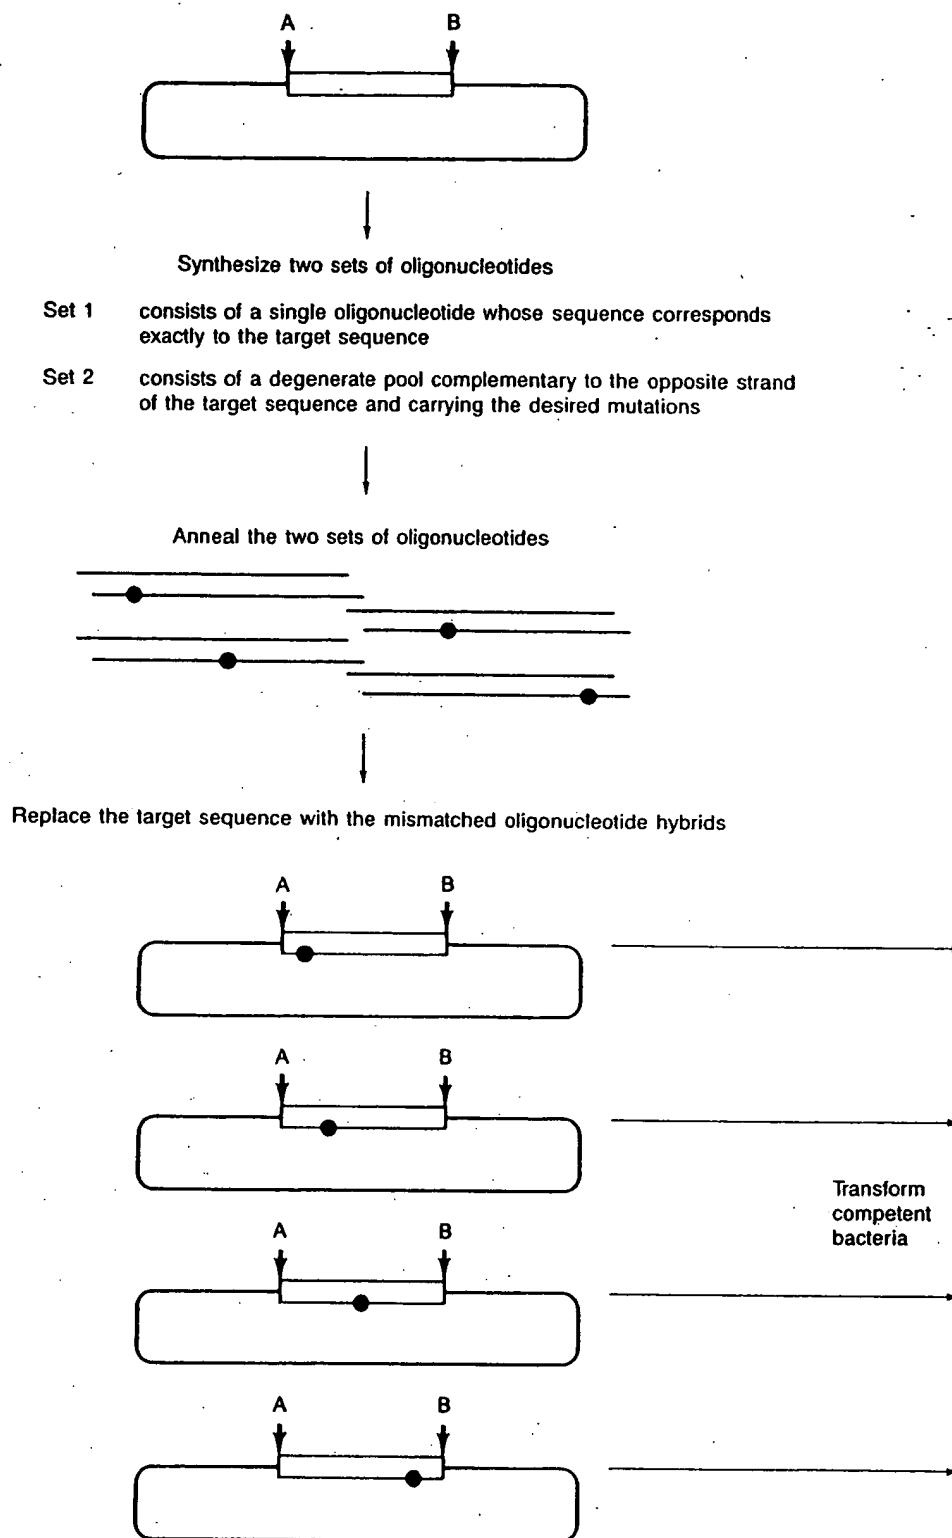 A B
Synthesize two sets of oligonucleotides
Set 1 consists of a single oligonucleotide whose sequence corresponds
exactly to the target sequence
Set 2 consists of a degenerate pool complementary to the opposite strand
of the target sequence and carrying the desired mutations
Anneal the two sets of oligonucleotides
Replace the target sequence with the mismatched oligonucleotide hybrids
A B
A B
Transform
competent
bacteria
A B
A B